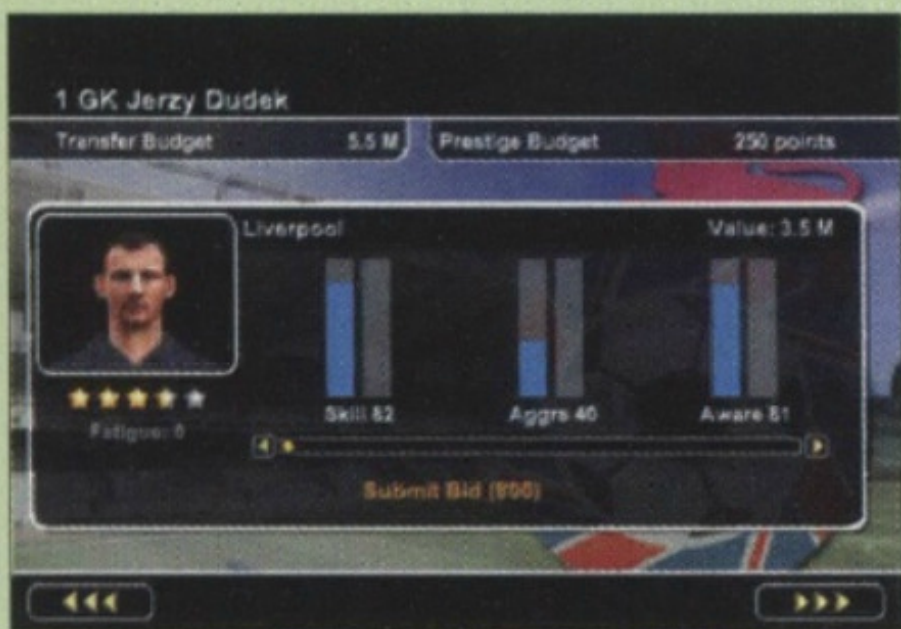 1 GK Jerzy Dudek
Transfer Budget 5.5 M Prestige Budget 250 points
Liverpool Value: 3.5 M
Skill 82 Aggrs 40 Aware 81
Fatigue: 0
Submit Bid (800)